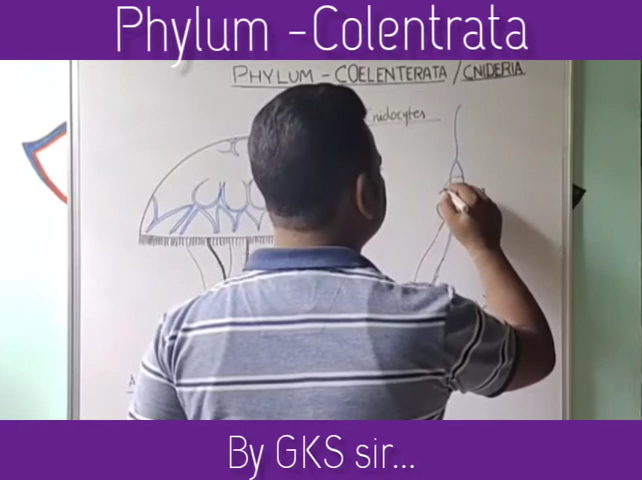 Phylum -Colentrata
PHYLUM - COELENTERATA / CNIDERIA
Cnidocytes
By GKS sir...